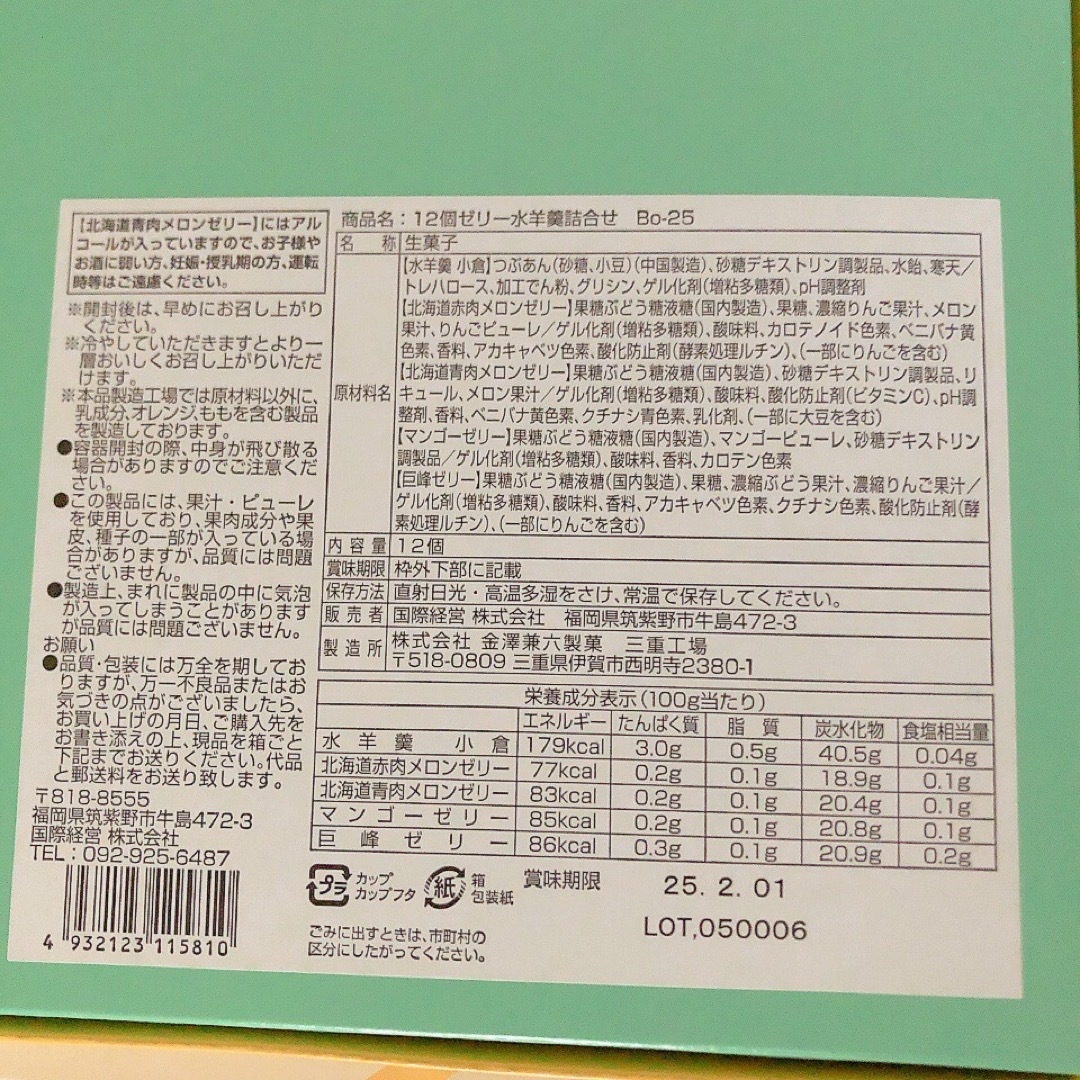 【北海道青肉メロンゼリー】にはアル
コールが入っていますので、お子様や
お酒に弱い方、妊娠・授乳期の方、運転
時等はご遠慮ください。
※開封後は、早めにお召し上がり
ください。
※冷やしていただきますとより一
層おいしくお召し上がりいただ
けます。
※本品製造工場では原材料以外に、
乳成分、オレンジ、ももを含む製品
を製造しております。
●容器開封の際、中身が飛び散る
場合がありますのでご注意くだ
さい。
●この製品には、果汁・ピューレ
を使用しており、果肉成分や果
皮、種子の一部が入っている場
合がありますが、品質には問題
ございません。
●製造上、まれに製品の中に気泡
が入ってしまうことがあります
が品質には問題ございません。
お願い
●品質・包装には万全を期してお
りますが、万一不良品またはお
気づきの点がございましたら、
お買い上げの月日、ご購入先を
お書き添えの上、現品を箱ごと
下記までお送りください。代品
と郵送料をお送り致します。
〒818-8555
福岡県筑紫野市牛島472-3
国際経営 株式会社
TEL：092-925-6487
4 932123 115810
商品名：12個ゼリー水羊羹詰合せ Bo-25
名称 生菓子
原材料名
【水羊羹 小倉】つぶあん（砂糖、小豆）（中国製造）、砂糖デキストリン調製品、水飴、寒天／
トレハロース、加工でん粉、グリシン、ゲル化剤（増粘多糖類）、pH調整剤
【北海道赤肉メロンゼリー】果糖ぶどう糖液糖（国内製造）、果糖、濃縮りんご果汁、メロン
果汁、りんごピューレ／ゲル化剤（増粘多糖類）、酸味料、カロテノイド色素、ベニバナ黄
色素、香料、アカキャベツ色素、酸化防止剤（酵素処理ルチン）、（一部にりんごを含む）
【北海道青肉メロンゼリー】果糖ぶどう糖液糖（国内製造）、砂糖デキストリン調製品、リ
キュール、メロン果汁／ゲル化剤（増粘多糖類）、酸味料、酸化防止剤（ビタミンC）、pH調
整剤、香料、ベニバナ黄色素、クチナシ青色素、乳化剤、（一部に大豆を含む）
【マンゴーゼリー】果糖ぶどう糖液糖（国内製造）、マンゴーピューレ、砂糖デキストリン
調製品／ゲル化剤（増粘多糖類）、酸味料、香料、カロテン色素
【巨峰ゼリー】果糖ぶどう糖液糖（国内製造）、果糖、濃縮ぶどう果汁、濃縮りんご果汁／
ゲル化剤（増粘多糖類）、酸味料、香料、アカキャベツ色素、クチナシ色素、酸化防止剤（酵
素処理ルチン）、（一部にりんごを含む）
内容量 12個
賞味期限 枠外下部に記載
保存方法 直射日光・高温多湿をさけ、常温で保存してください。
販売者 国際経営 株式会社 福岡県筑紫野市牛島472-3
製造所 株式会社 金澤兼六製菓 三重工場
〒518-0809 三重県伊賀市西明寺2380-1
栄養成分表示（100g当たり）
エネルギー たんぱく質 脂質 炭水化物 食塩相当量
水羊羹 小倉 179kcal 3.0g 0.5g 40.5g 0.04g
北海道赤肉メロンゼリー 77kcal 0.2g 0.1g 18.9g 0.1g
北海道青肉メロンゼリー 83kcal 0.2g 0.1g 20.4g 0.1g
マンゴーゼリー 85kcal 0.2g 0.1g 20.8g 0.1g
巨峰ゼリー 86kcal 0.3g 0.1g 20.9g 0.2g
プラ カップ
カップフタ
紙 箱
包装紙
賞味期限 25. 2. 01
LOT,050006
ごみに出すときは、市町村の
区分にしたがってください。